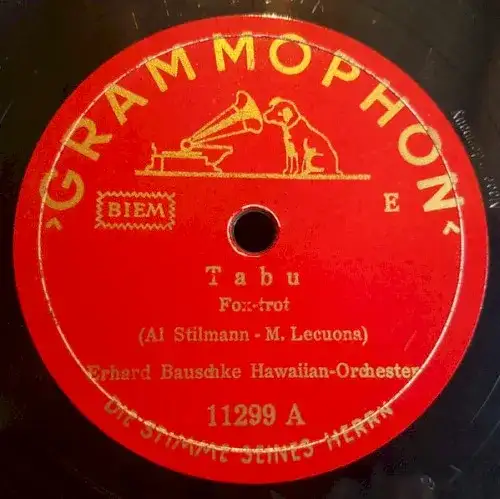 ›GRAMMOPHON‹
BIEM
E
Tabu
Fox-trot
(Al Stilmann - M. Lecuona)
Erhard Bauschke Hawaiian-Orchester
11299 A
DIE STIMME SEINES HERRN